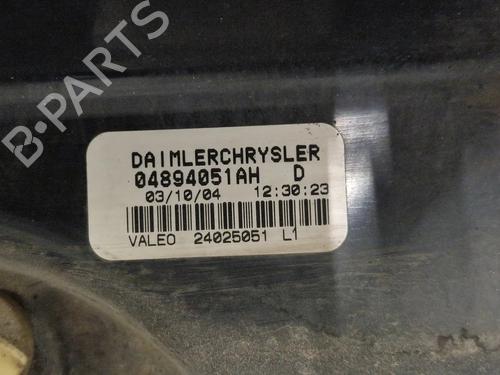 B-PARTS
DAIMLERCHRYSLER
04894051AH D
03/10/04 12:30:23
VALEO 24025051 L1